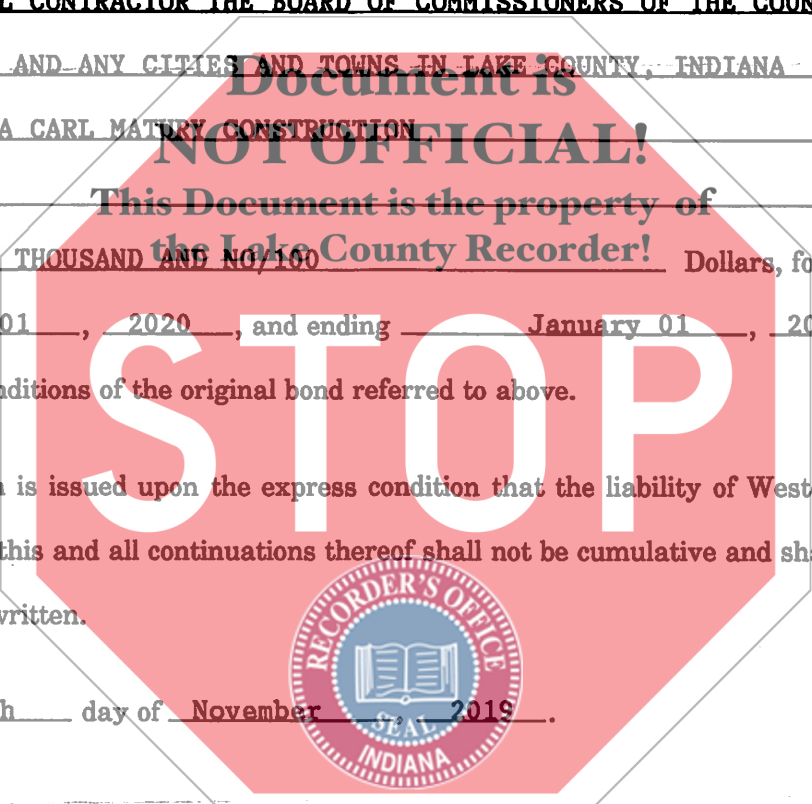 L CONTRACTOR THE BOARD OF COMMISSIONERS OF THE COUN
AND ANY CITIES AND TOWNS IN LAKE COUNTY, INDIANA
Document is
A CARL MATURY CONSTRUCTION
NOT OFFICIAL!
This Document is the property of
the Lake County Recorder!
THOUSAND AND NO/100 Dollars, fo
01, 2020, and ending January 01, 20
STOP
nditions of the original bond referred to above.
n is issued upon the express condition that the liability of West
this and all continuations thereof shall not be cumulative and sha
written.
RECORDER'S OFFICE
SEAL
INDIANA
h day of November, 2019.